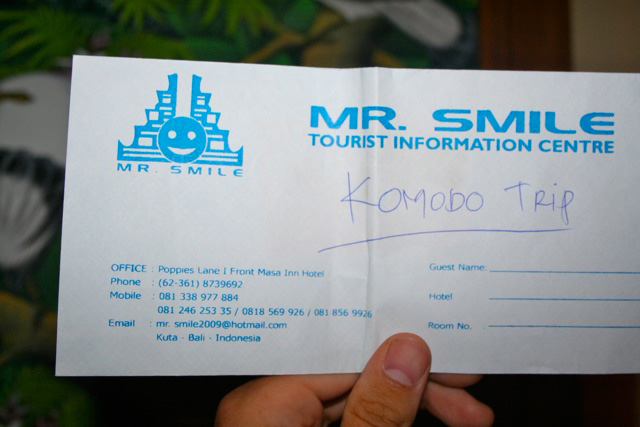 MR. SMILE
MR. SMILE
TOURIST INFORMATION CENTRE
KOMODO TRIP
OFFICE : Poppies Lane I Front Masa Inn Hotel
Phone : (62-361) 8739692
Mobile : 081 338 977 884
081 246 253 35 / 0818 569 926 / 081 856 9926
Email : mr. smile2009@hotmail.com
Kuta - Bali - Indonesia
Guest Name:
Hotel
Room No.